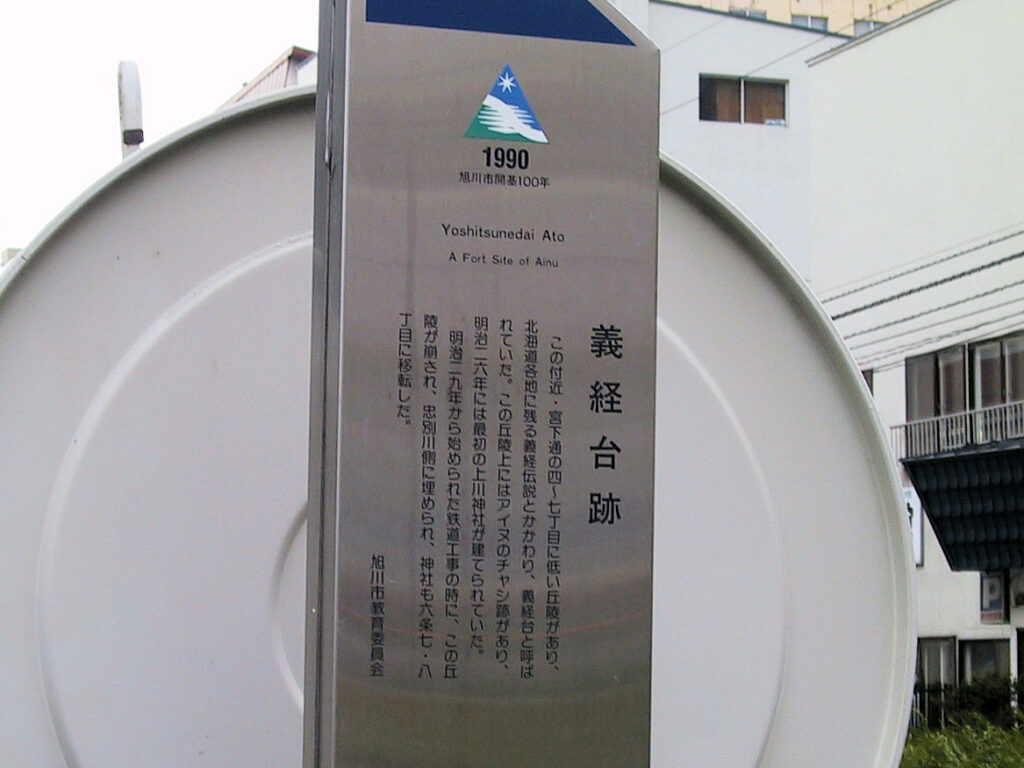 1990
旭川市開基100年
Yoshitsunedai Ato
A Fort Site of Ainu
義経台跡
この付近・宮下通の四〜七丁目に低い丘陵があり、
北海道各地に残る義経伝説とかかわり、義経台と呼ば
れていた。この丘陵上にはアイヌのチャシ跡があり、
明治二六年には最初の上川神社が建てられていた。
明治二九年から始められた鉄道工事の時に、この丘
陵が崩され、忠別川側に埋められ、神社も六条七・八
丁目に移転した。
旭川市教育委員会
P